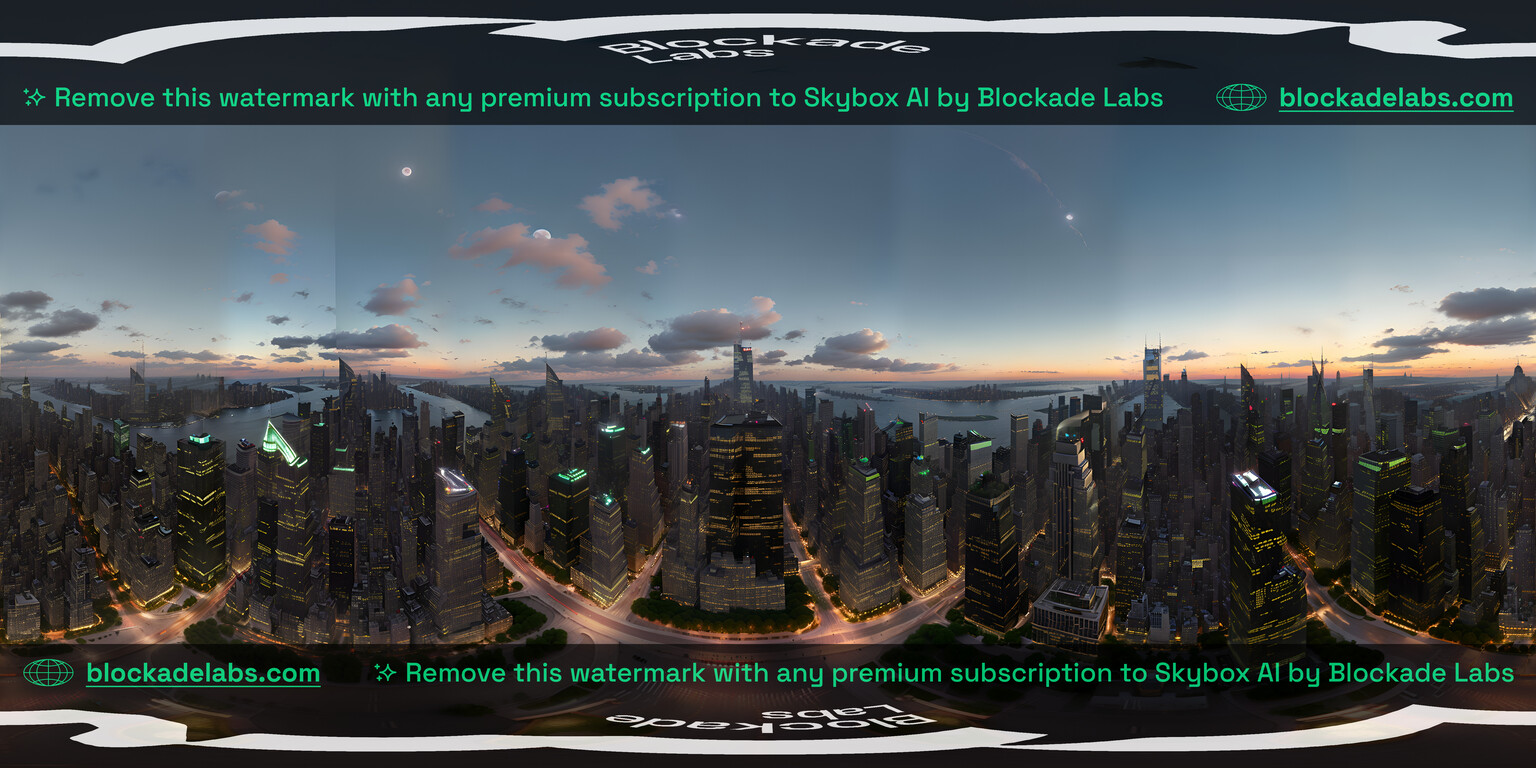 Blockade
Labs
Remove this watermark with any premium subscription to Skybox AI by Blockade Labs
blockadelabs.com
blockadelabs.com
Remove this watermark with any premium subscription to Skybox AI by Blockade Labs
Blockade
Labs